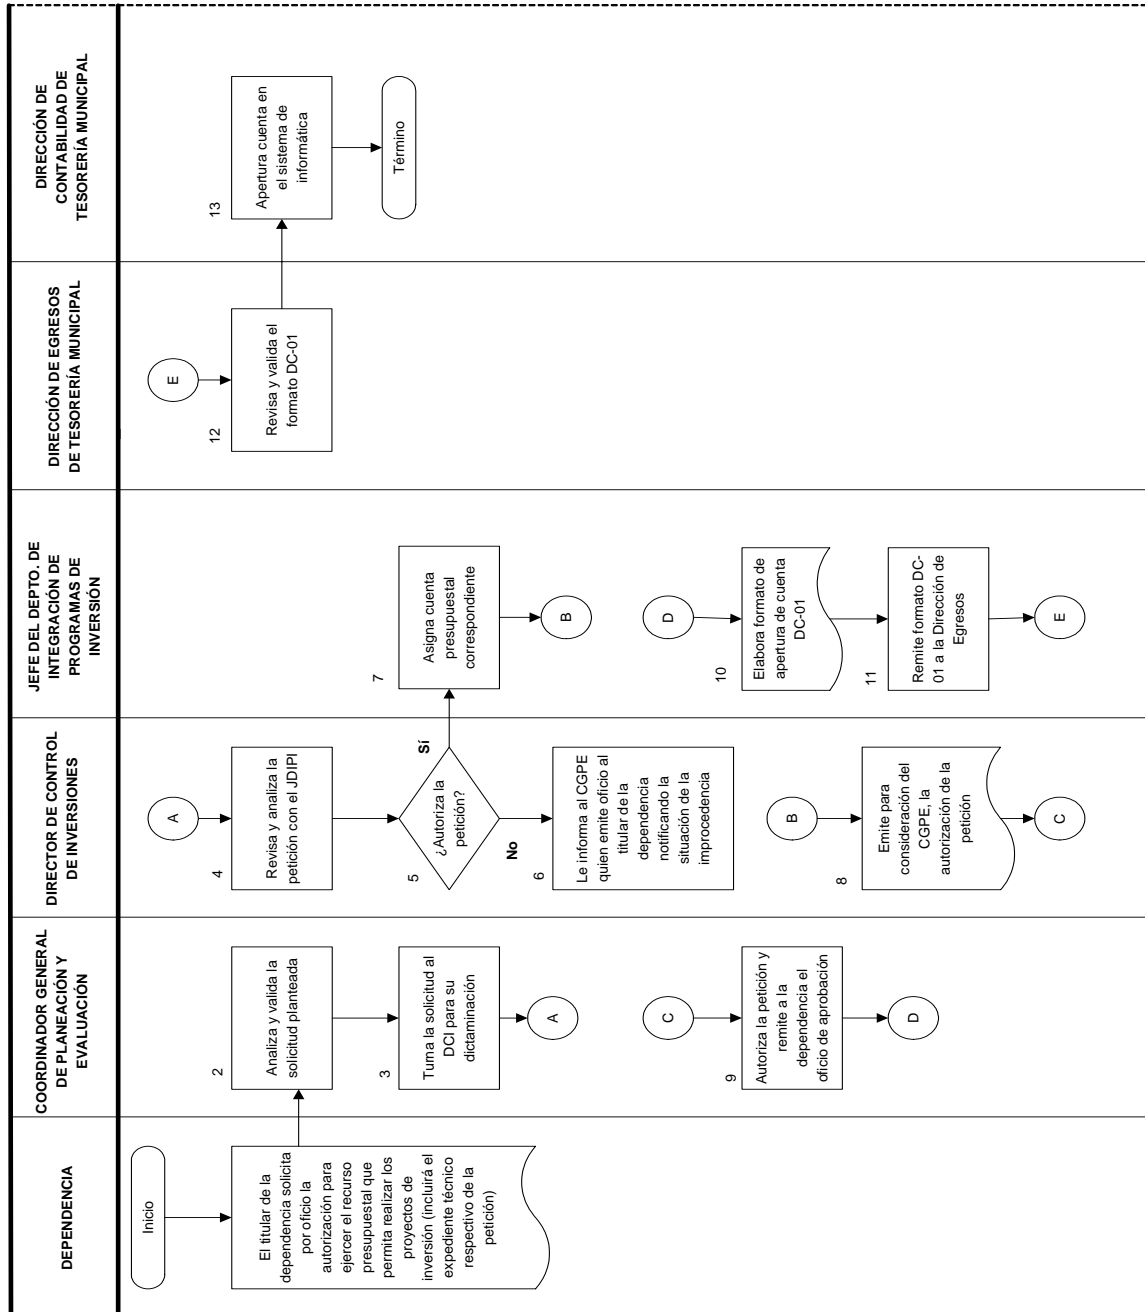 DEPENDENCIA
COORDINADOR GENERAL
DE PLANEACIÓN Y
EVALUACIÓN
DIRECTOR DE CONTROL
DE INVERSIONES
JEFE DEL DEPTO. DE
INTEGRACIÓN DE
PROGRAMAS DE
INVERSIÓN
DIRECCIÓN DE EGRESOS
DE TESORERÍA MUNICIPAL
DIRECCIÓN DE
CONTABILIDAD DE
TESORERÍA MUNICIPAL
Inicio
El titular de la
dependencia solicita
por oficio la
autorización para
ejercer el recurso
presupuestal que
permita realizar los
proyectos de
inversión (incluirá el
expediente técnico
respectivo de la
petición)
2
Analiza y valida la
solicitud planteada
3
Turna la solicitud al
DCI para su
dictaminación
A
C
9
Autoriza la petición y
remite a la
dependencia el
oficio de aprobación
D
A
4
Revisa y analiza la
petición con el JDIPI
5
¿Autoriza la
petición?
Sí
No
6
Le informa al CGPE
quien emite oficio al
titular de la
dependencia
notificando la
situación de la
improcedencia
B
8
Emite para
consideración del
CGPE, la
autorización de la
petición
C
7
Asigna cuenta
presupuestal
correspondiente
B
D
10
Elabora formato de
apertura de cuenta
DC-01
11
Remite formato DC-
01 a la Dirección de
Egresos
E
E
12
Revisa y valida el
formato DC-01
13
Apertura cuenta en
el sistema de
informática
Término